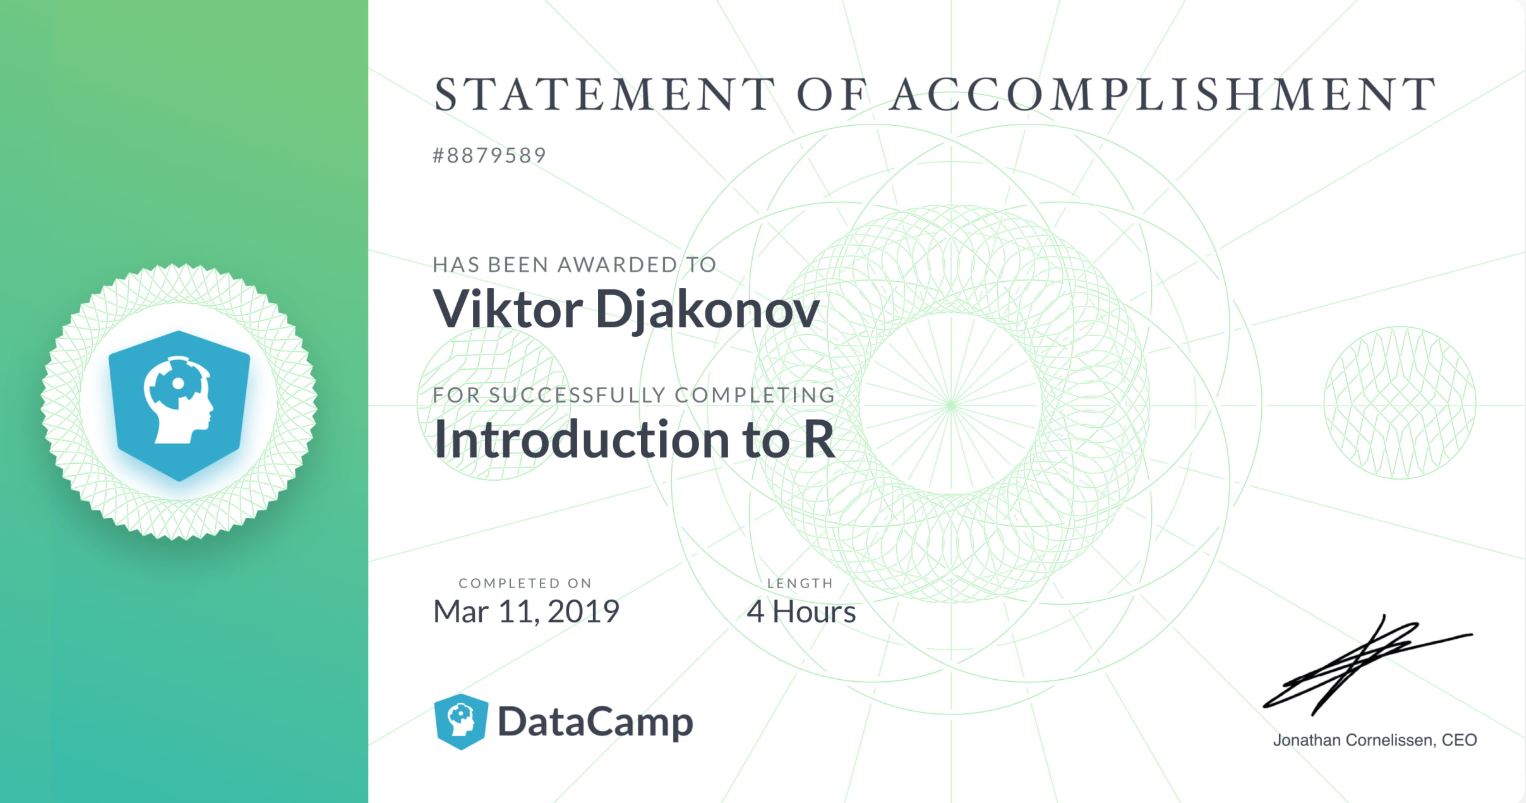 STATEMENT OF ACCOMPLISHMENT
#8879589
HAS BEEN AWARDED TO
Viktor Djakonov
FOR SUCCESSFULLY COMPLETING
Introduction to R
COMPLETED ON
Mar 11, 2019
LENGTH
4 Hours
DataCamp
Jonathan Cornelissen, CEO